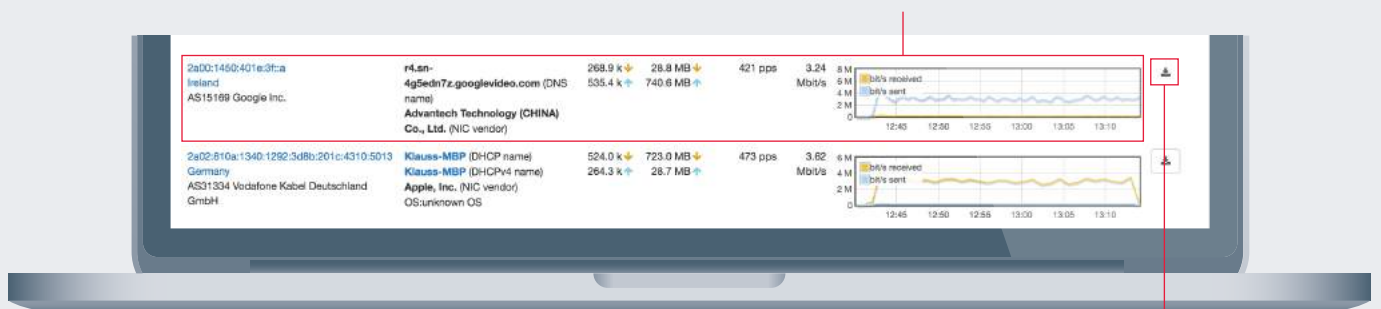 2a00:1450:401e:3f::a
Ireland
AS15169 Google Inc.
r4.sn-
4g5edn7z.googlevideo.com (DNS
name)
Advantech Technology (CHINA)
Co., Ltd. (NIC vendor)
268.9 k 28.8 MB
535.4 k 740.6 MB
421 pps
3.24
Mbit/s
8 M
6 M
4 M
2 M
0
bit/s received
bit/s sent
12:45 12:50 12:55 13:00 13:05 13:10
2a02:810a:1340:1292:3d8b:201c:4310:5013
Germany
AS31334 Vodafone Kabel Deutschland
GmbH
Klauss-MBP (DHCP name)
Klauss-MBP (DHCPv4 name)
Apple, Inc. (NIC vendor)
OS:unknown OS
524.0 k 723.0 MB
264.3 k 28.7 MB
473 pps
3.62
Mbit/s
6 M
4 M
2 M
0
bit/s received
bit/s sent
12:45 12:50 12:55 13:00 13:05 13:10